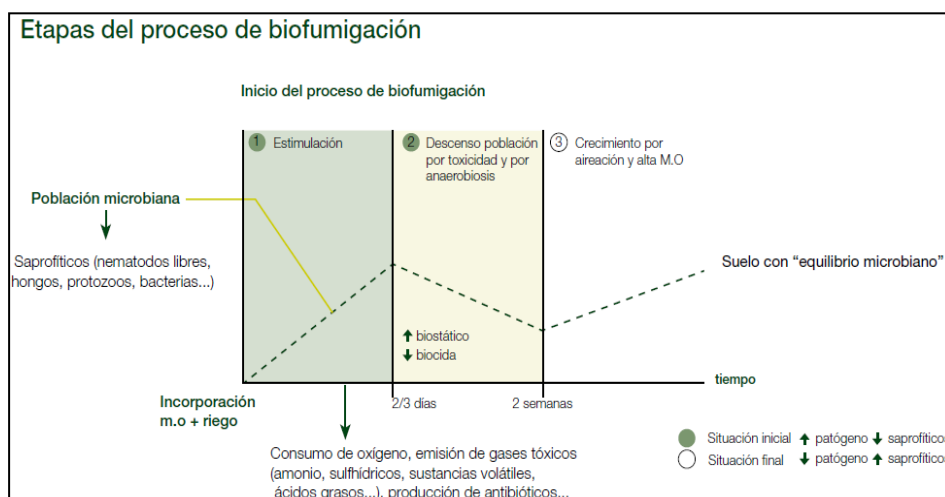 Etapas del proceso de biofumigación
Inicio del proceso de biofumigación
1 Estimulación
2 Descenso población
por toxicidad y por
anaerobiosis
3 Crecimiento por
aireación y alta M.O
Población microbiana
Saprofíticos (nematodos libres,
hongos, protozoos, bacterias...)
Suelo con “equilibrio microbiano”
biostático
biocida
tiempo
Incorporación
m.o + riego
2/3 días
2 semanas
Consumo de oxígeno, emisión de gases tóxicos
(amonio, sulfhídricos, sustancias volátiles,
ácidos grasos...), producción de antibióticos...
Situación inicial ↑ patógeno ↓ saprofíticos
Situación final ↓ patógeno ↑ saprofíticos